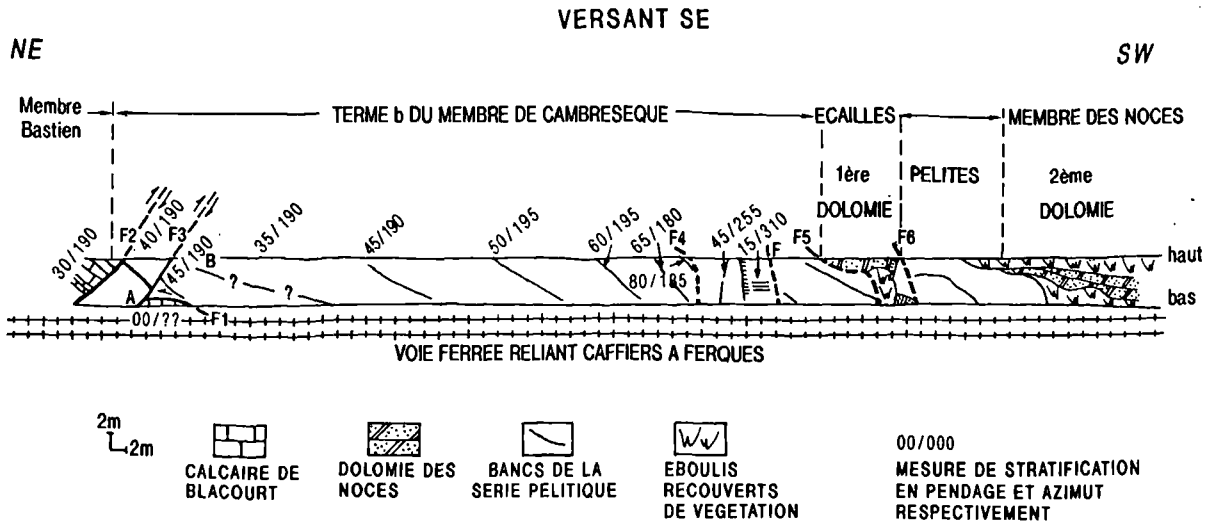 VERSANT SE
NE
SW
Membre Bastien
TERME b DU MEMBRE DE CAMBRESEQUE
ECAILLES
MEMBRE DES NOCES
1ère DOLOMIE
PELITES
2ème DOLOMIE
30/190
F2
40/190
F3
45/190
B
35/190
45/190
50/195
60/195
65/180
F4
80/185
45/255
15/310
F
F5
F6
haut
bas
A
? ?
00/??
F1
VOIE FERREE RELIANT CAFFIERS A FERQUES
2m
2m
CALCAIRE DE
BLACOURT
DOLOMIE DES
NOCES
BANCS DE LA
SERIE PELITIQUE
EBOULIS
RECOUVERTS
DE VEGETATION
00/000
MESURE DE STRATIFICATION
EN PENDAGE ET AZIMUT
RESPECTIVEMENT